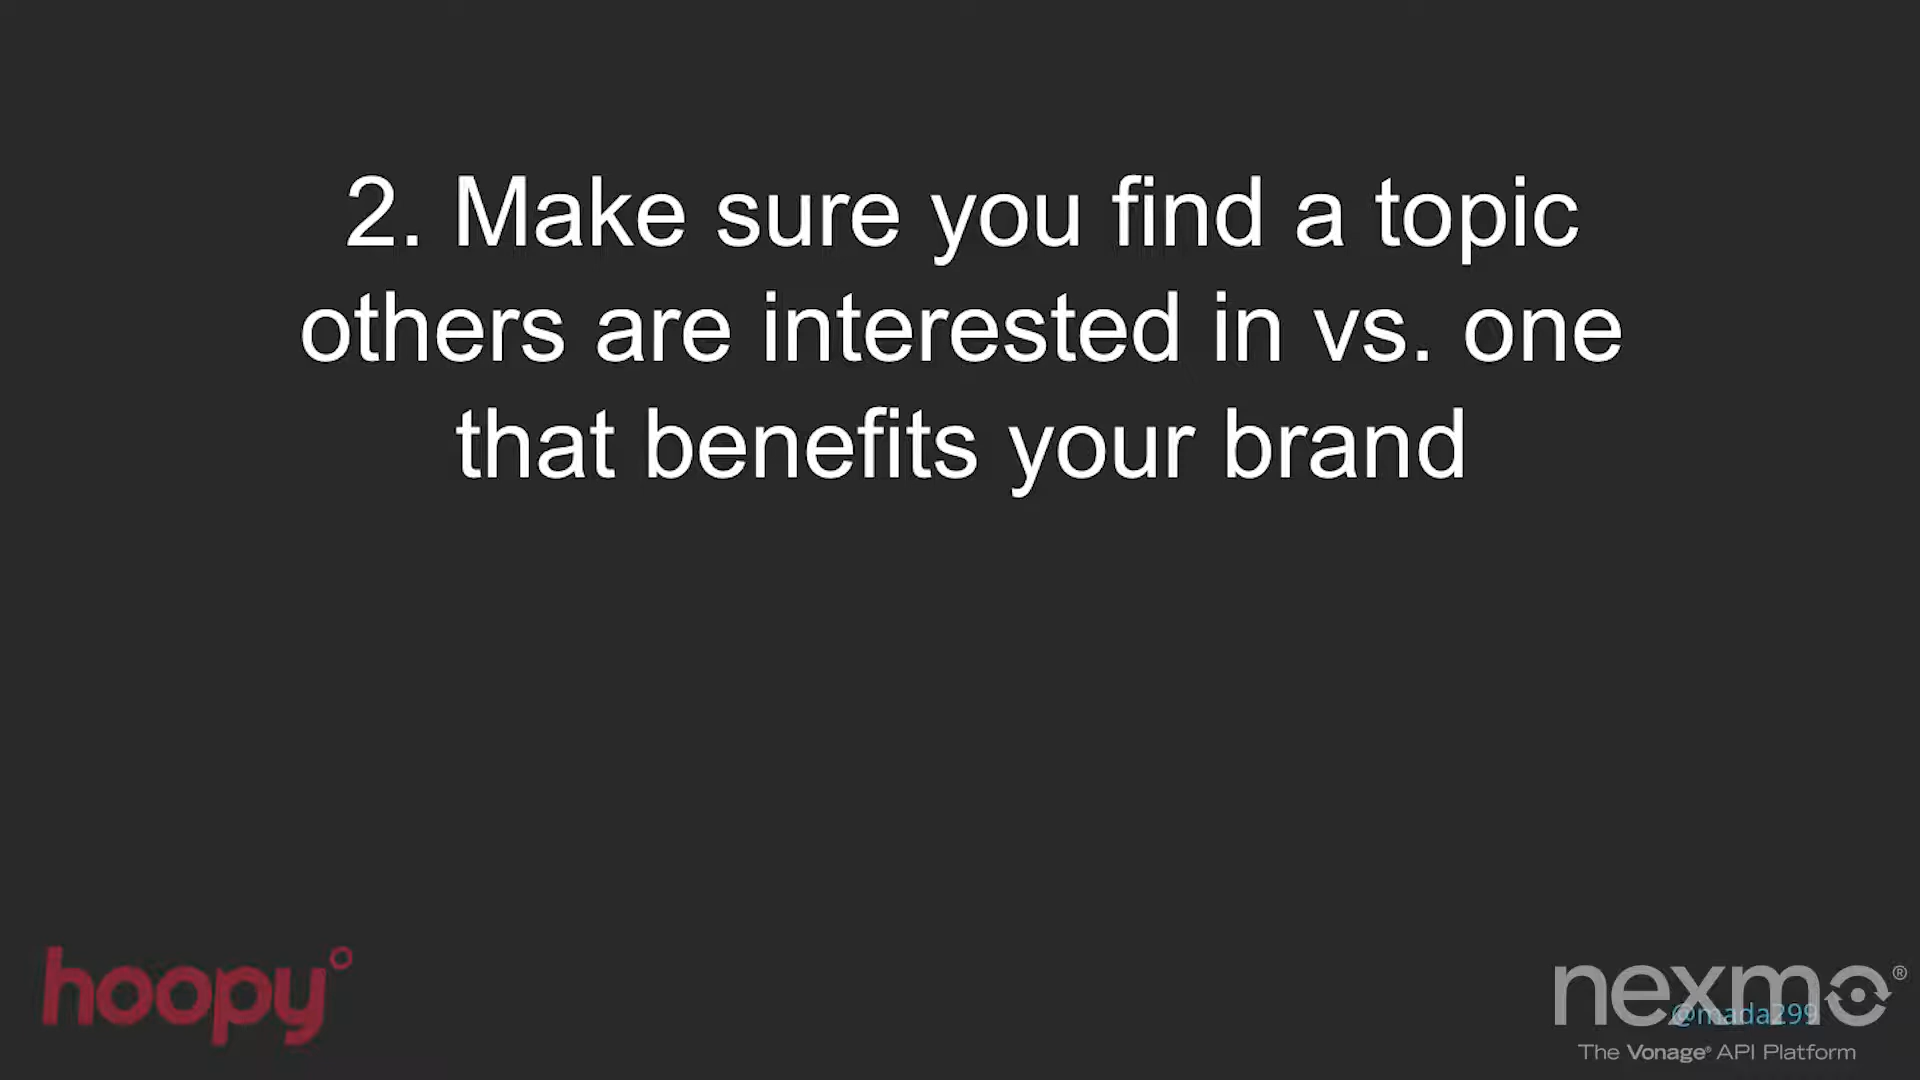 2. Make sure you find a topic
others are interested in vs. one
that benefits your brand
hoopy°
nexmo®
@mada299
The Vonage® API Platform